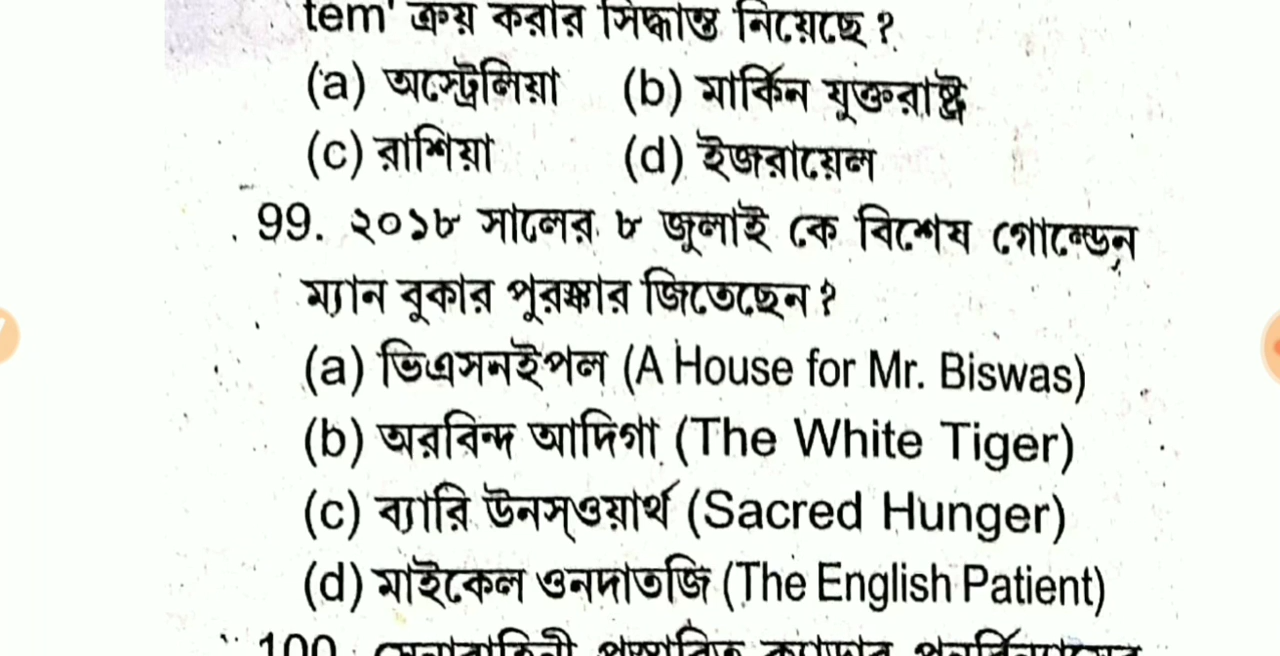 tem' ক্রয় করার সিদ্ধান্ত নিয়েছে ?
(a) অস্ট্রেলিয়া (b) মার্কিন যুক্তরাষ্ট্র
(c) রাশিয়া (d) ইজরায়েল
99. ২০১৮ সালের ৮ জুলাই কে বিশেষ গোল্ডেন
ম্যান বুকার পুরস্কার জিতেছেন ?
(a) ভিএসনইপল (A House for Mr. Biswas)
(b) অরবিন্দ আদিগা (The White Tiger)
(c) ব্যারি উনস্‌ওয়ার্থ (Sacred Hunger)
(d) মাইকেল ওনদাতজি (The English Patient)
100.